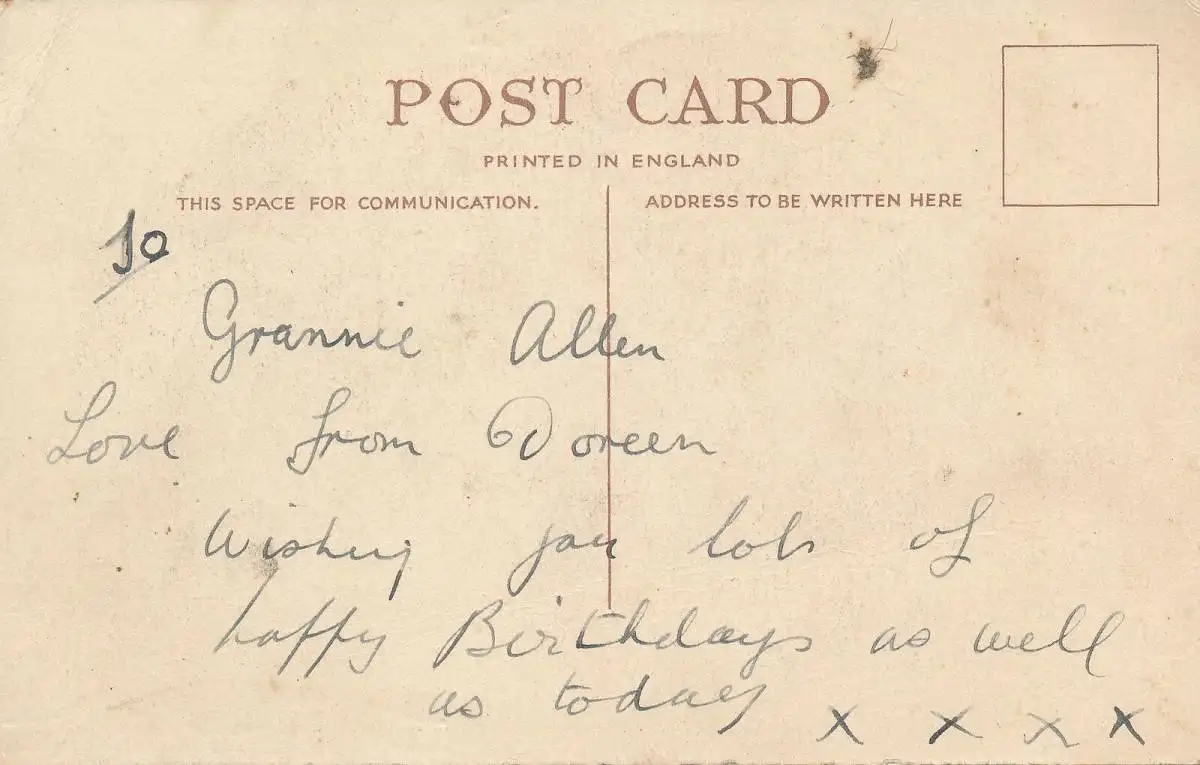 POST CARD
PRINTED IN ENGLAND
THIS SPACE FOR COMMUNICATION.
ADDRESS TO BE WRITTEN HERE
To
Grannie Allen
Love from Doreen
Wishing you lots of
happy Birthdays as well
as today
x x x x